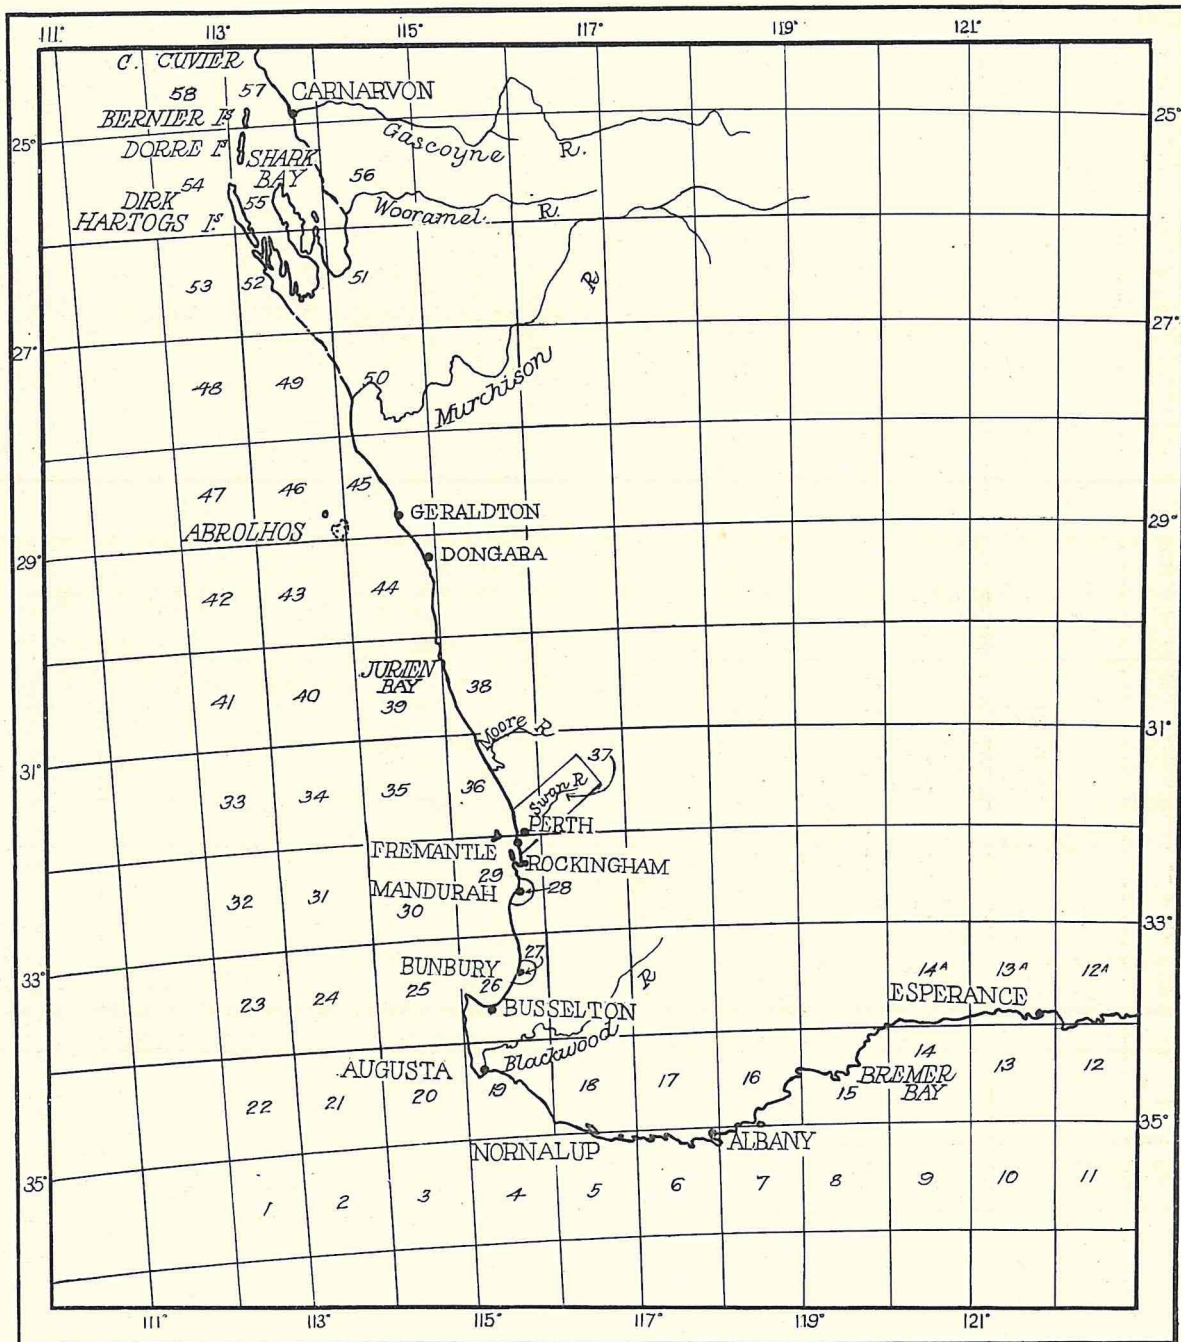 111° 113° 115° 117° 119° 121°
C. CUVIER
58 57 CARNARVON
BERNIER Is
25° 25°
Gascoyne R.
DORRE Is
SHARK
BAY
54 55 56
DIRK
HARTOGS Is
Wooramel R.
53 52 51
R
27° 27°
48 49 50
Murchison
47 46 45
GERALDTON
ABROLHOS
29° 29°
DONGARA
42 43 44
JURIEN
BAY
41 40 39 38
Moore R
31° 31°
33 34 35 36 37
Swan R
PERTH
FREMANTLE
ROCKINGHAM
29
MANDURAH 28
32 31 30
33° 33°
BUNBURY 27
R
14A 13A 12A
23 24 25 26
ESPERANCE
BUSSELTON
Blackwood
AUGUSTA
14 13 12
BREMER
BAY
22 21 20 19 18 17 16 15
NORNALUP
ALBANY
35° 35°
1 2 3 4 5 6 7 8 9 10 11
111° 113° 115° 117° 119° 121°